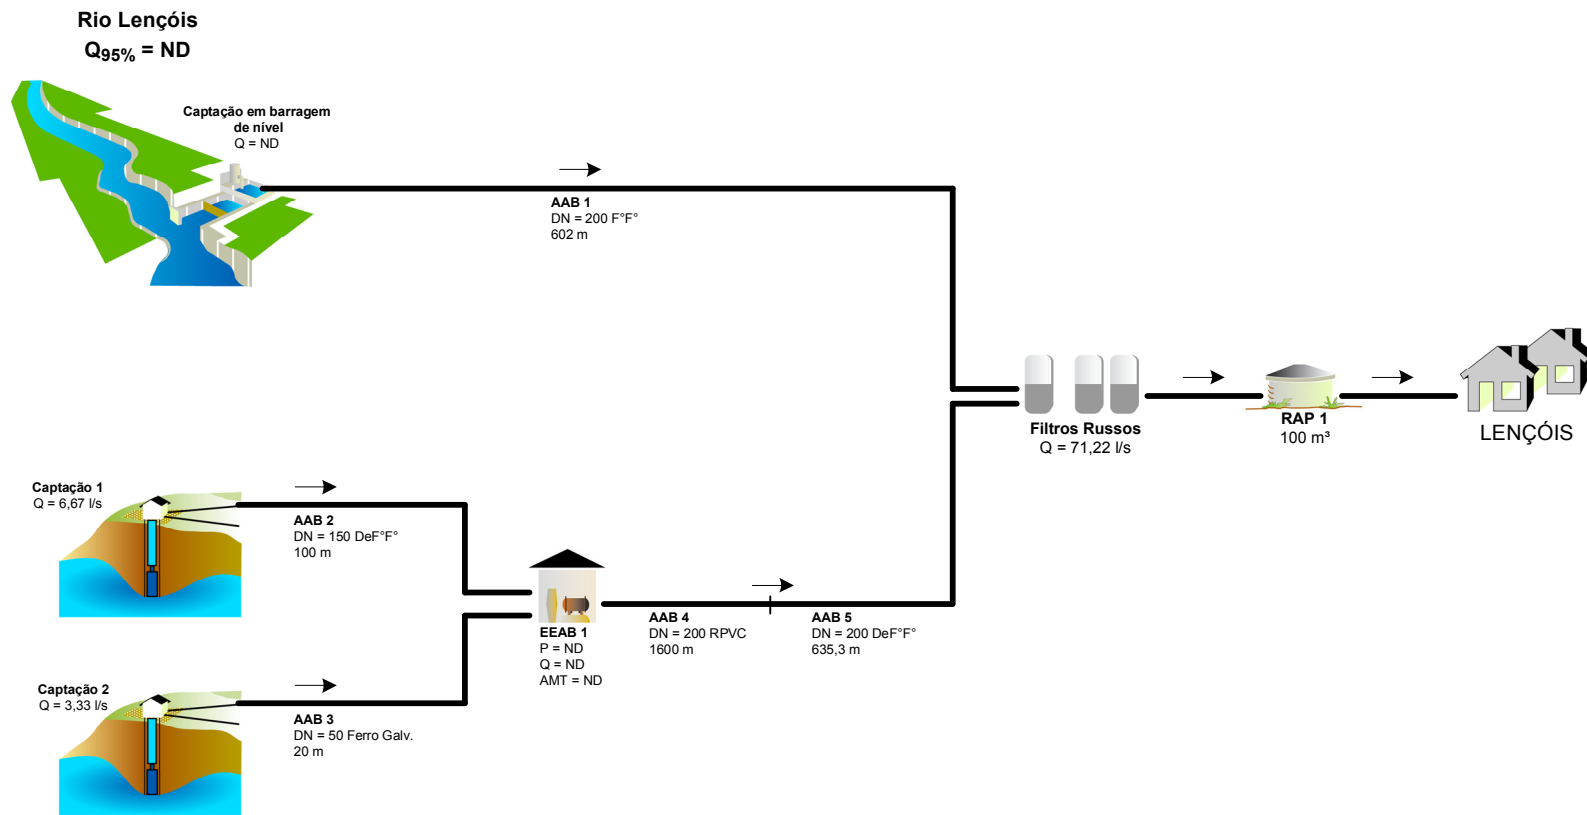 Rio Lençóis
Q95% = ND
Captação em barragem
de nível
Q = ND
AAB 1
DN = 200 F°F°
602 m
Filtros Russos
Q = 71,22 l/s
RAP 1
100 m³
LENÇÓIS
Captação 1
Q = 6,67 l/s
AAB 2
DN = 150 DeF°F°
100 m
EEAB 1
P = ND
Q = ND
AMT = ND
AAB 4
DN = 200 RPVC
1600 m
AAB 5
DN = 200 DeF°F°
635,3 m
Captação 2
Q = 3,33 l/s
AAB 3
DN = 50 Ferro Galv.
20 m